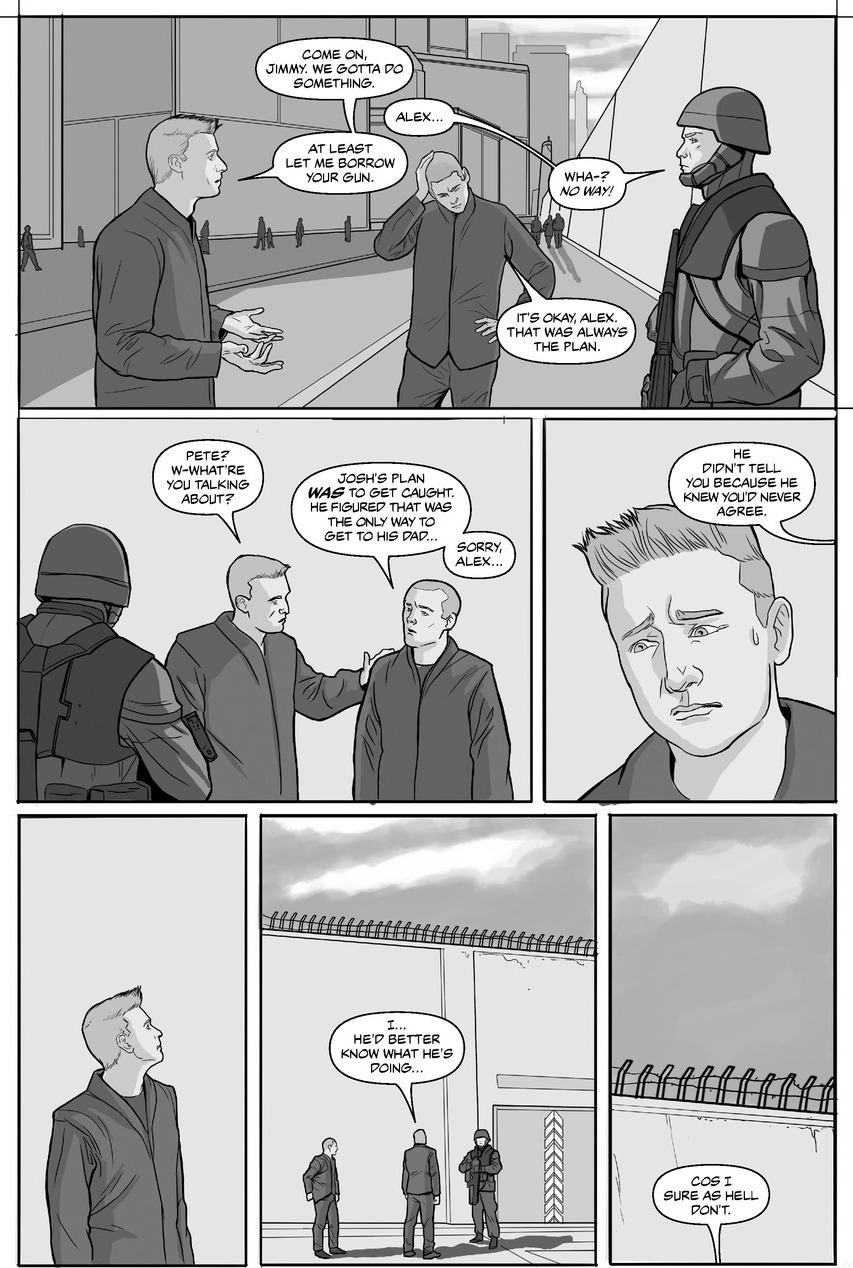 COME ON,
JIMMY. WE GOTTA DO
SOMETHING.
AT LEAST
LET ME BORROW
YOUR GUN.
ALEX...
WHA-?
NO WAY!
IT'S OKAY, ALEX.
THAT WAS ALWAYS
THE PLAN.
PETE?
W-WHAT'RE
YOU TALKING
ABOUT?
JOSH'S PLAN
WAS TO GET CAUGHT.
HE FIGURED THAT WAS
THE ONLY WAY TO
GET TO HIS DAD...
SORRY,
ALEX...
HE
DIDN'T TELL
YOU BECAUSE HE
KNEW YOU'D NEVER
AGREE.
I...
HE'D BETTER
KNOW WHAT HE'S
DOING...
COS I
SURE AS HELL
DON'T.